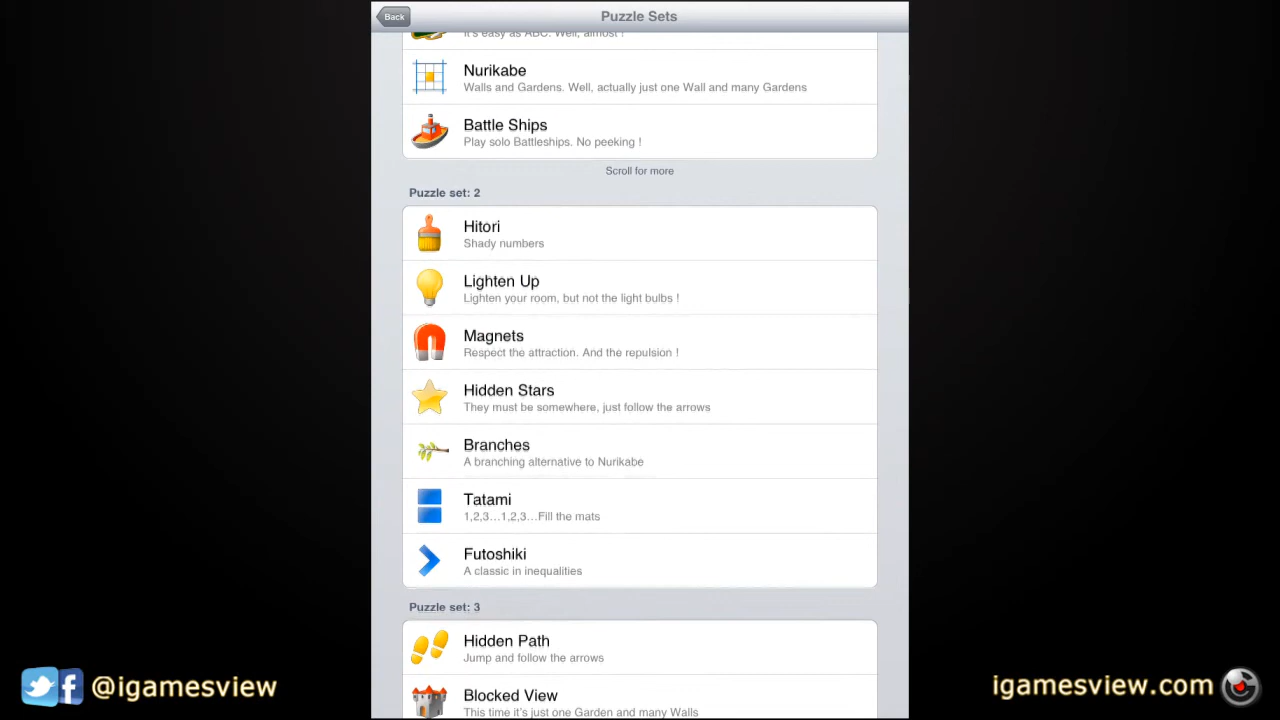 Back
Puzzle Sets
It's easy as ABC. Well, almost !
Nurikabe
Walls and Gardens. Well, actually just one Wall and many Gardens
Battle Ships
Play solo Battleships. No peeking !
Scroll for more
Puzzle set: 2
Hitori
Shady numbers
Lighten Up
Lighten your room, but not the light bulbs !
Magnets
Respect the attraction. And the repulsion !
Hidden Stars
They must be somewhere, just follow the arrows
Branches
A branching alternative to Nurikabe
Tatami
1,2,3...1,2,3...Fill the mats
Futoshiki
A classic in inequalities
Puzzle set: 3
Hidden Path
Jump and follow the arrows
Blocked View
This time it's just one Garden and many Walls
@igamesview
igamesview.com